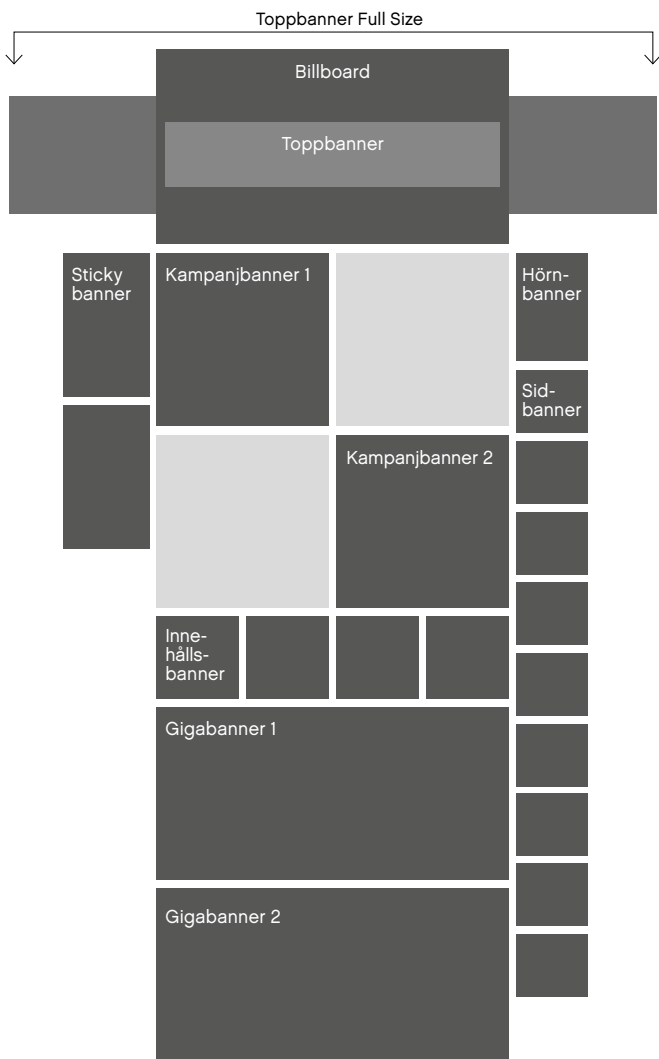 Toppbanner Full Size
Billboard
Toppbanner
Sticky
banner
Kampanjbanner 1
Hörn-
banner
Sid-
banner
Kampanjbanner 2
Inne-
hålls-
banner
Gigabanner 1
Gigabanner 2